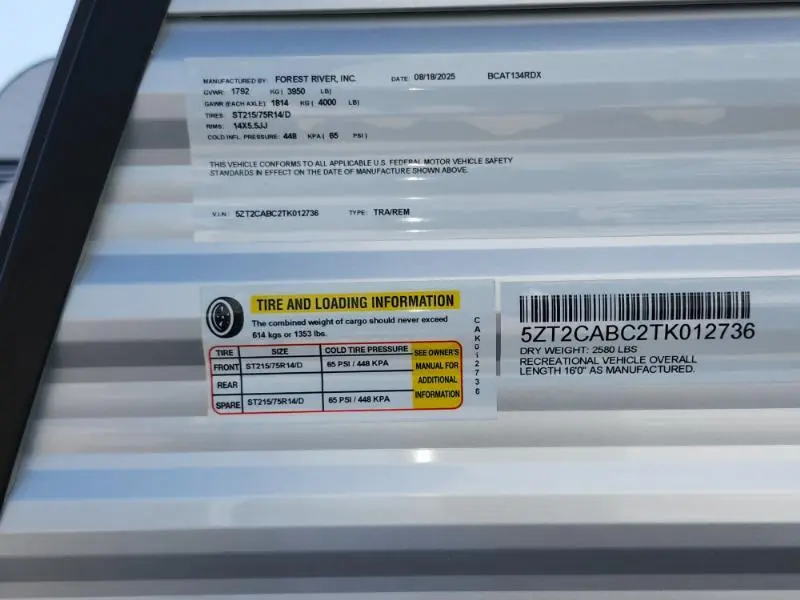 MANUFACTURED BY: FOREST RIVER, INC. DATE: 08/18/2025 BCAT134RDX
GVWR: 1792 KG ( 3950 LB)
GAWR (EACH AXLE) 1814 KG ( 4000 LB)
TIRES: ST215/75R14/D
RIMS: 14X5.5JJ
COLD INFL. PRESSURE: 448 KPA ( 65 PSI )
THIS VEHICLE CONFORMS TO ALL APPLICABLE U.S. FEDERAL MOTOR VEHICLE SAFETY
STANDARDS IN EFFECT ON THE DATE OF MANUFACTURE SHOWN ABOVE.
V.I.N.: 5ZT2CABC2TK012736 TYPE: TRA/REM
TIRE AND LOADING INFORMATION
The combined weight of cargo should never exceed
614 kgs or 1353 lbs.
TIRE SIZE COLD TIRE PRESSURE
FRONT ST215/75R14/D 65 PSI / 448 KPA
REAR
SPARE ST215/75R14/D 65 PSI / 448 KPA
SEE OWNER'S
MANUAL FOR
ADDITIONAL
INFORMATION
CAK012736
5ZT2CABC2TK012736
DRY WEIGHT: 2580 LBS
RECREATIONAL VEHICLE OVERALL
LENGTH 16'0" AS MANUFACTURED.